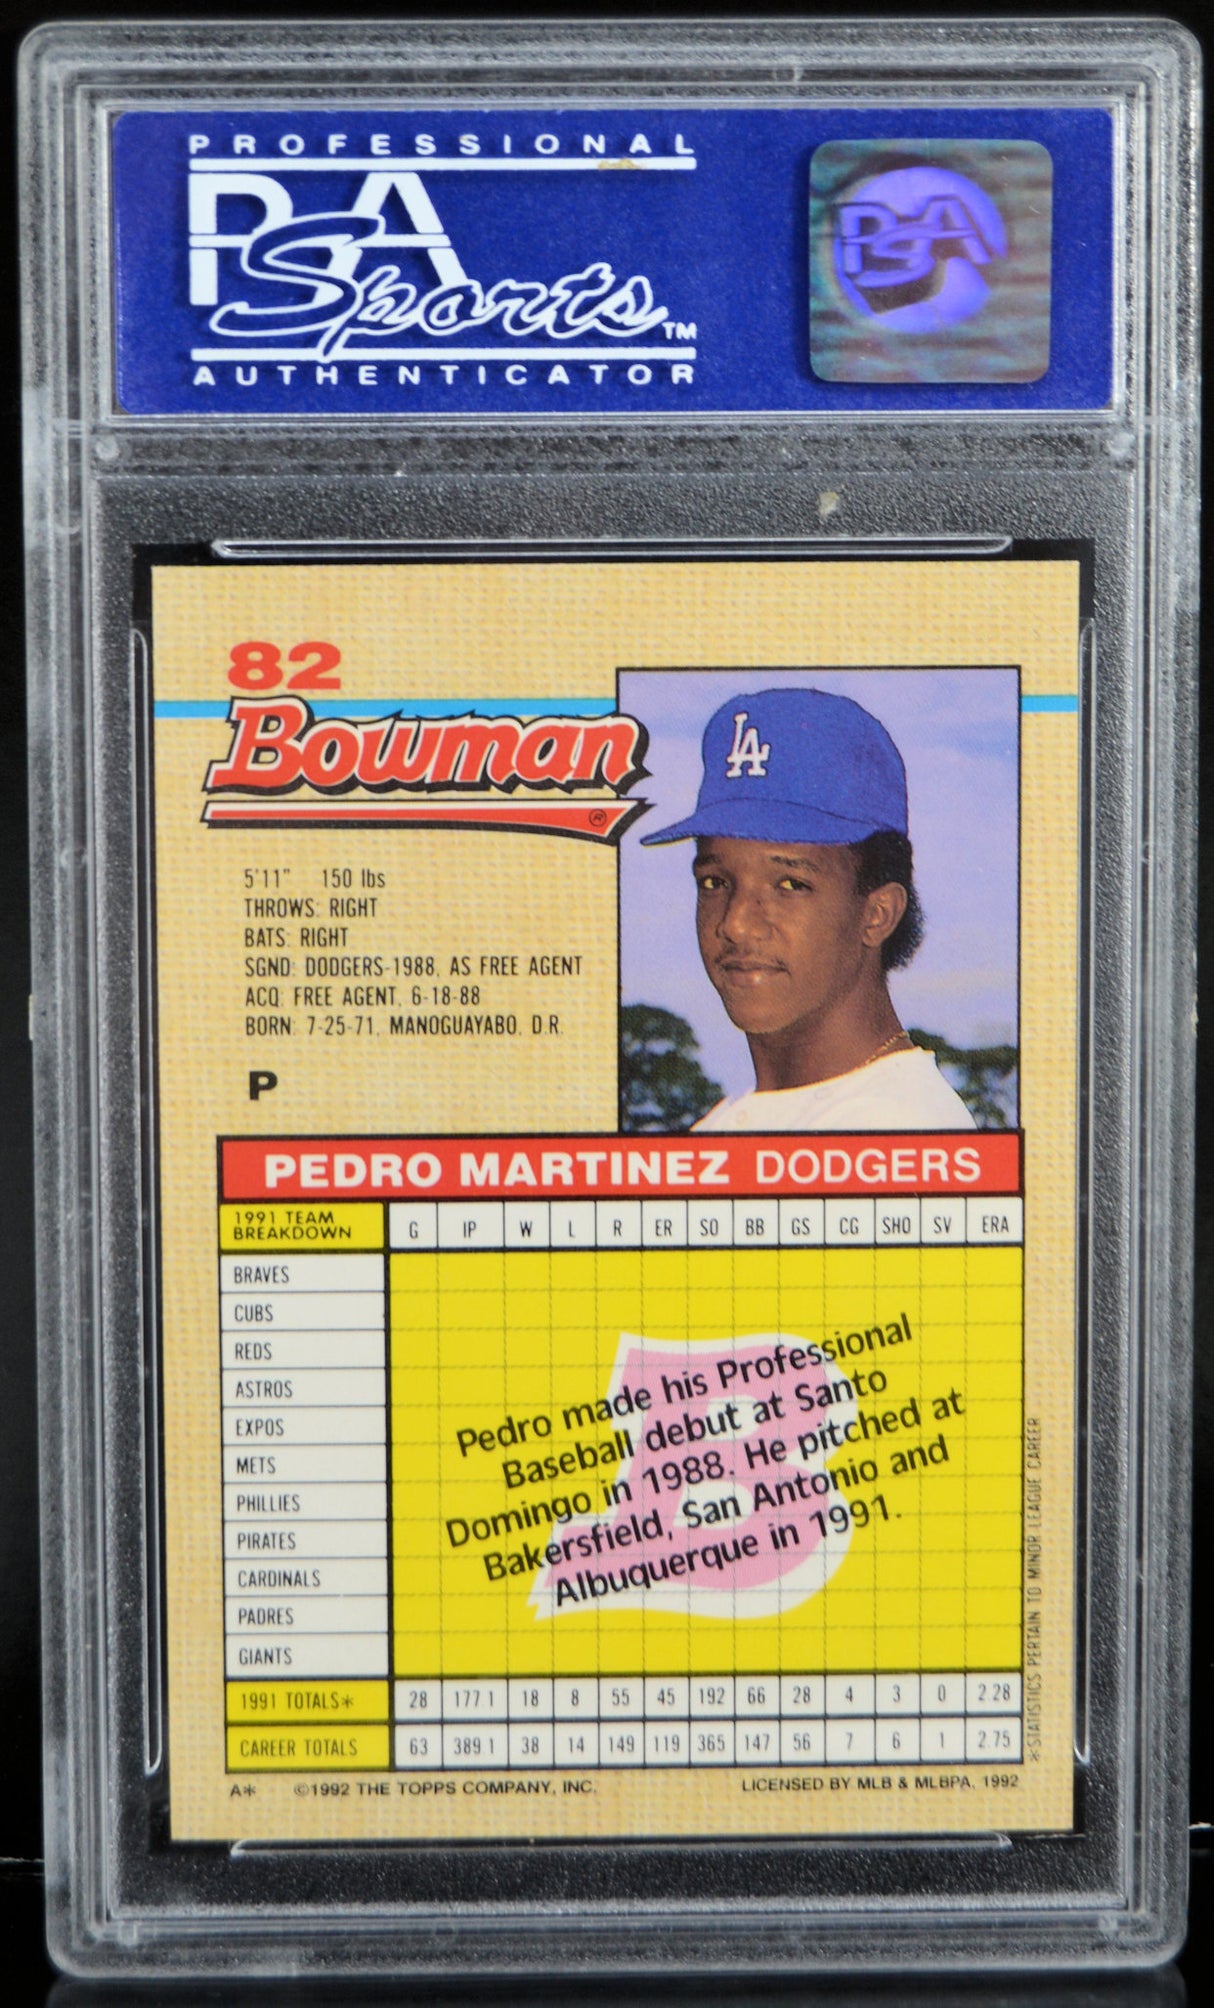 PROFESSIONAL
PSA
Sports™
AUTHENTICATOR
PSA
82
Bowman
®
LA
5'11" 150 lbs
THROWS: RIGHT
BATS: RIGHT
SGND: DODGERS-1988, AS FREE AGENT
ACQ: FREE AGENT, 6-18-88
BORN: 7-25-71, MANOGUAYABO, D.R.
P
PEDRO MARTINEZ DODGERS
1991 TEAM
BREAKDOWN G IP W L R ER SO BB GS CG SHO SV ERA
BRAVES
CUBS
REDS
ASTROS
EXPOS
METS
PHILLIES
PIRATES
CARDINALS
PADRES
GIANTS
B
Pedro made his Professional
Baseball debut at Santo
Domingo in 1988. He pitched at
Bakersfield, San Antonio and
Albuquerque in 1991.
1991 TOTALS* 28 177.1 18 8 55 45 192 66 28 4 3 0 2.28
CAREER TOTALS 63 389.1 38 14 149 119 365 147 56 7 6 1 2.75
*STATISTICS PERTAIN TO MINOR LEAGUE CAREER
A* ©1992 THE TOPPS COMPANY, INC. LICENSED BY MLB & MLBPA, 1992